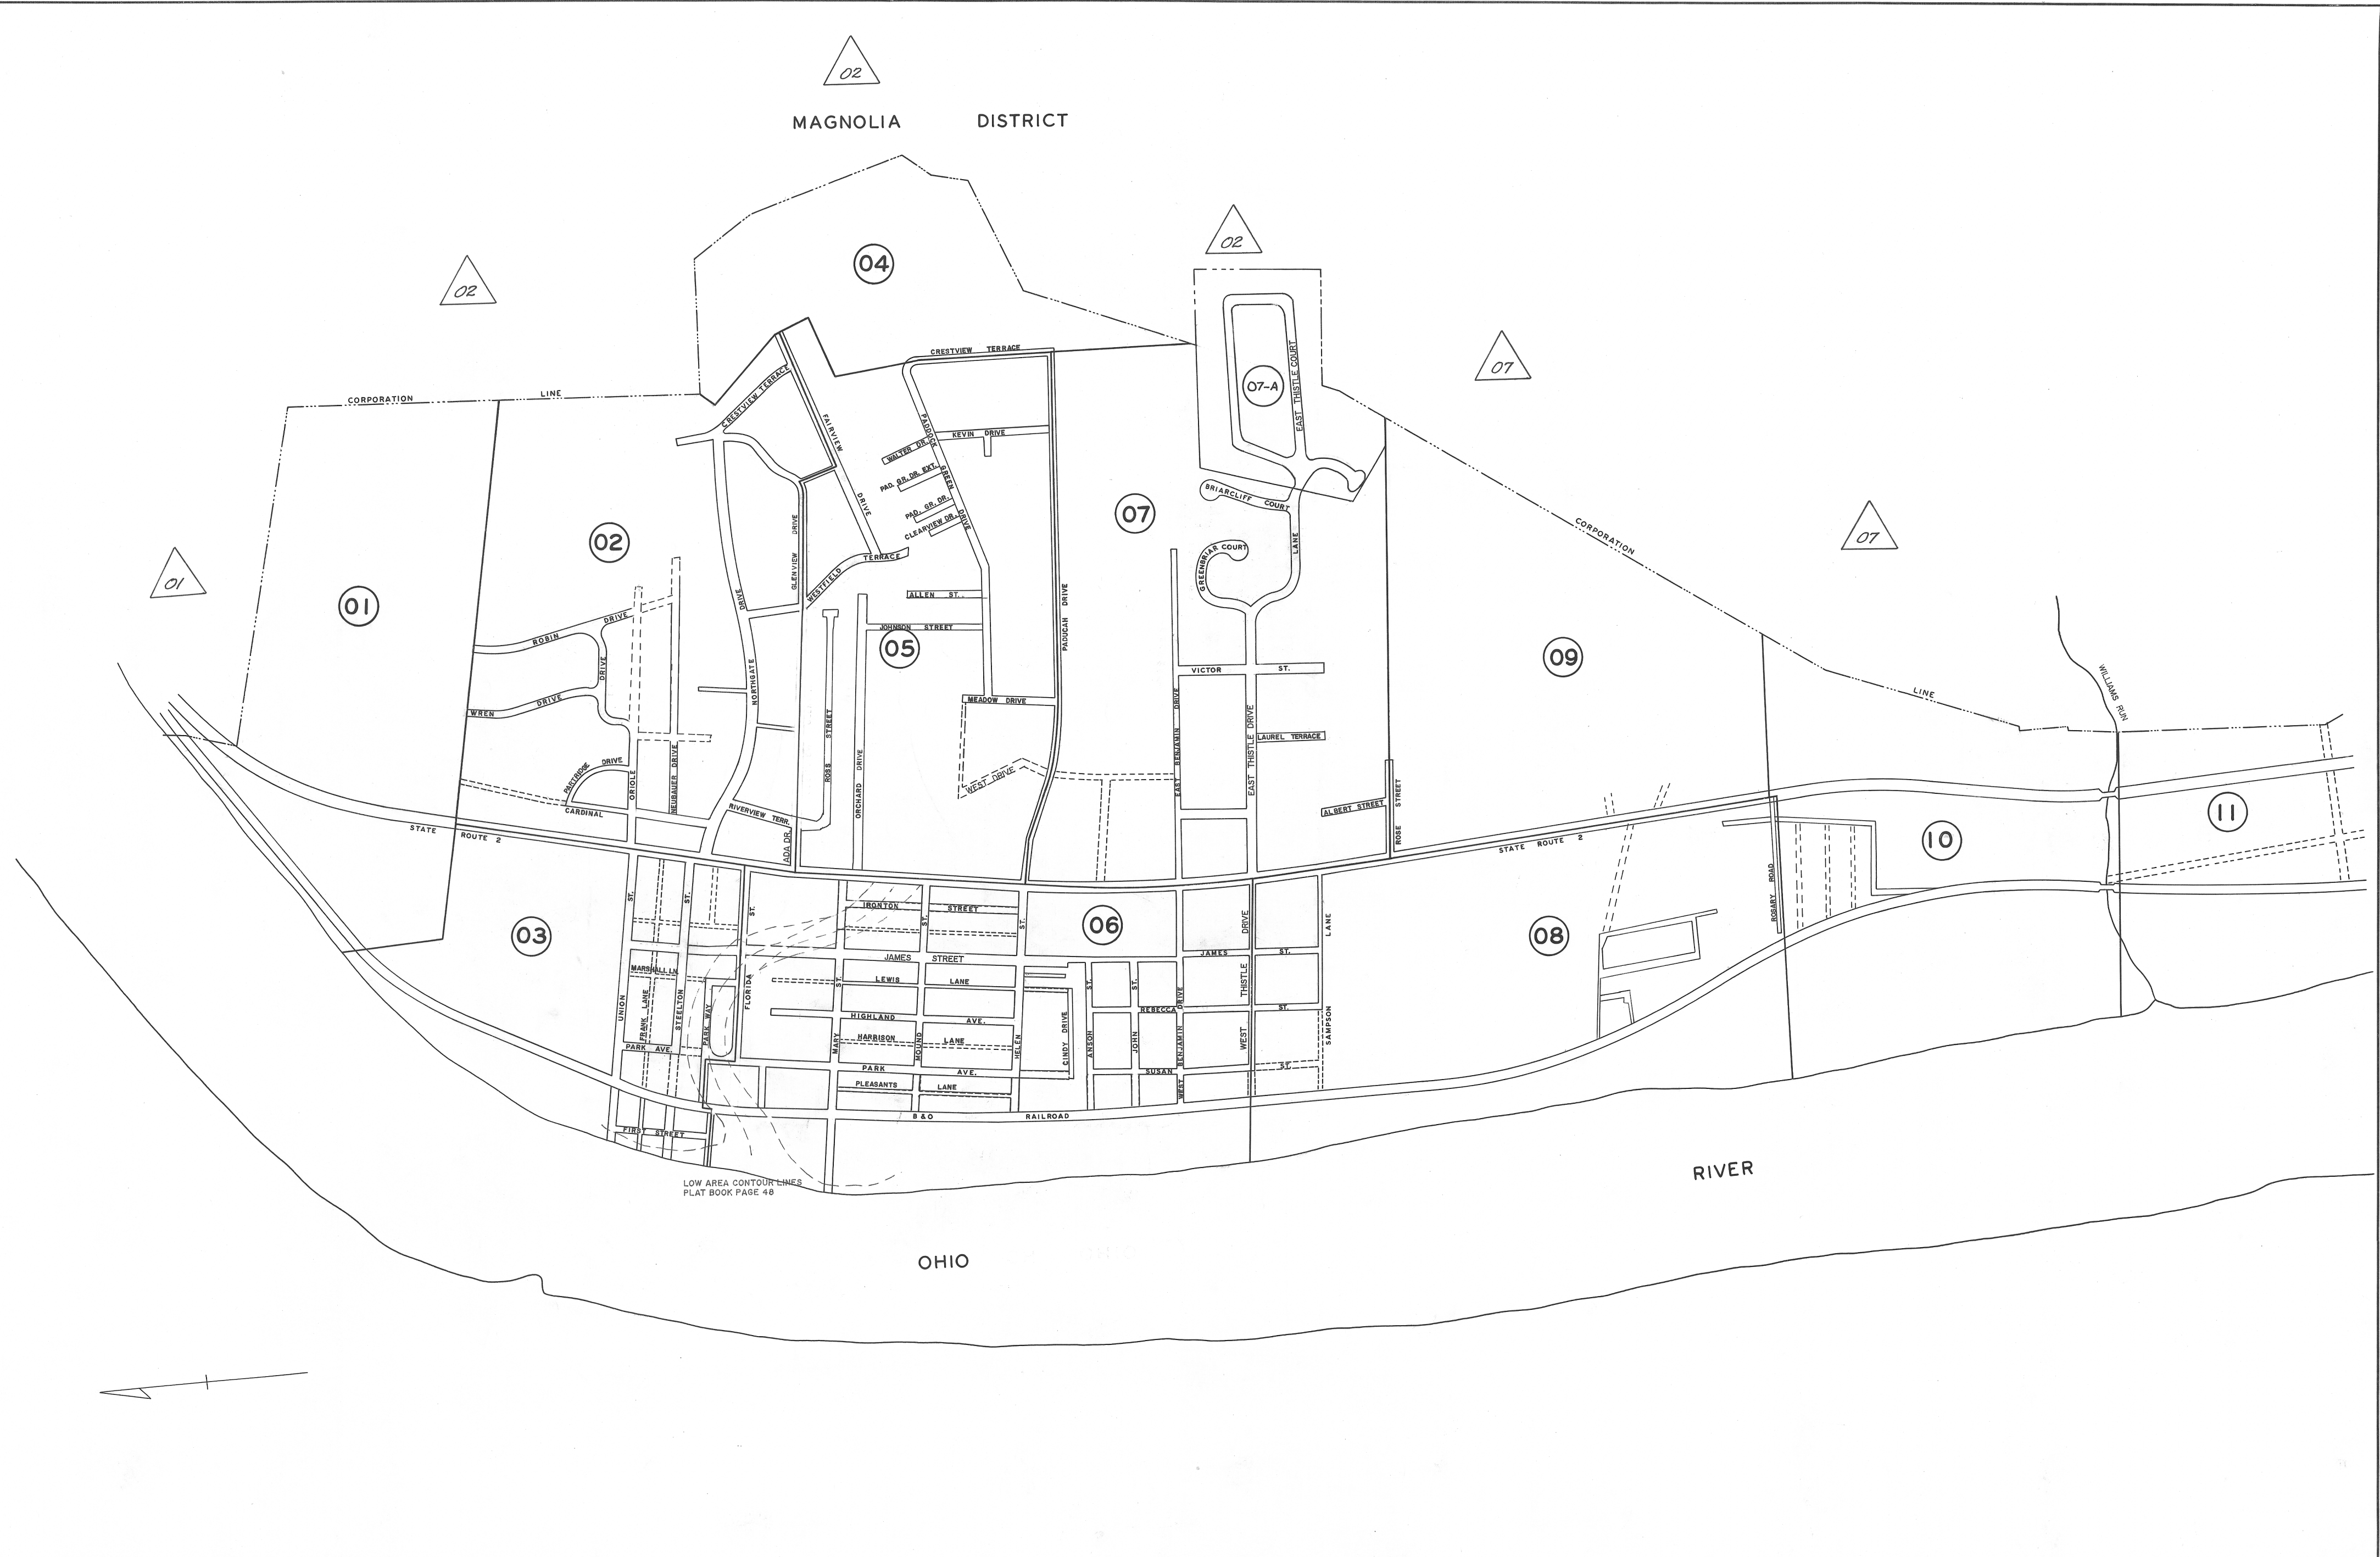 02
MAGNOLIA DISTRICT
02
04
02
07
CRESTVIEW TERRACE
EAST THISTLE COURT
07-A
CRESTVIEW TERRACE
CORPORATION LINE
FAIRVIEW DRIVE
PADDOCK GREEN DRIVE
KEVIN DRIVE
WALTER DR.
PAD. GR. DR. EXT.
PAD. GR. DR.
CLEARVIEW DR.
BRIARCLIFF COURT
07
CORPORATION LINE
07
02
GLENVIEW DRIVE
GREENBRIAR COURT
LANE
WESTFIELD TERRACE
01
01
ALLEN ST.
JOHNSON STREET
05
PADUCAH DRIVE
09
ROBIN DRIVE
DRIVE
WREN DRIVE
NORTHGATE DRIVE
MEADOW DRIVE
VICTOR ST.
WILLIAMS RUN
EAST BENJAMIN DRIVE
EAST THISTLE DRIVE
LAUREL TERRACE
ROSS STREET
ORCHARD DRIVE
WEST DRIVE
PARTRIDGE DRIVE
ORIOLE
NEUBAUER DRIVE
CARDINAL
RIVERVIEW TERR.
ADA DR.
ALBERT STREET
ROSE STREET
STATE ROUTE 2
STATE ROUTE 2
10
11
ROSARY ROAD
03
06
08
IRONTON STREET
JAMES STREET
JAMES ST.
MARSHALL LN.
LEWIS LANE
UNION ST.
FRANK LANE
STEELTON ST.
PARK WAY
FLORIDA ST.
MARY ST.
MOUND ST.
HELEN ST.
CINDY DRIVE
ANSON ST.
JOHN ST.
WEST BENJAMIN DRIVE
WEST THISTLE DRIVE
SAMPSON LANE
HIGHLAND AVE.
REBECCA ST.
HARRISON LANE
PARK AVE.
PARK AVE.
SUSAN ST.
PLEASANTS LANE
B & O RAILROAD
FIRST STREET
LOW AREA CONTOUR LINES
PLAT BOOK PAGE 48
OHIO RIVER